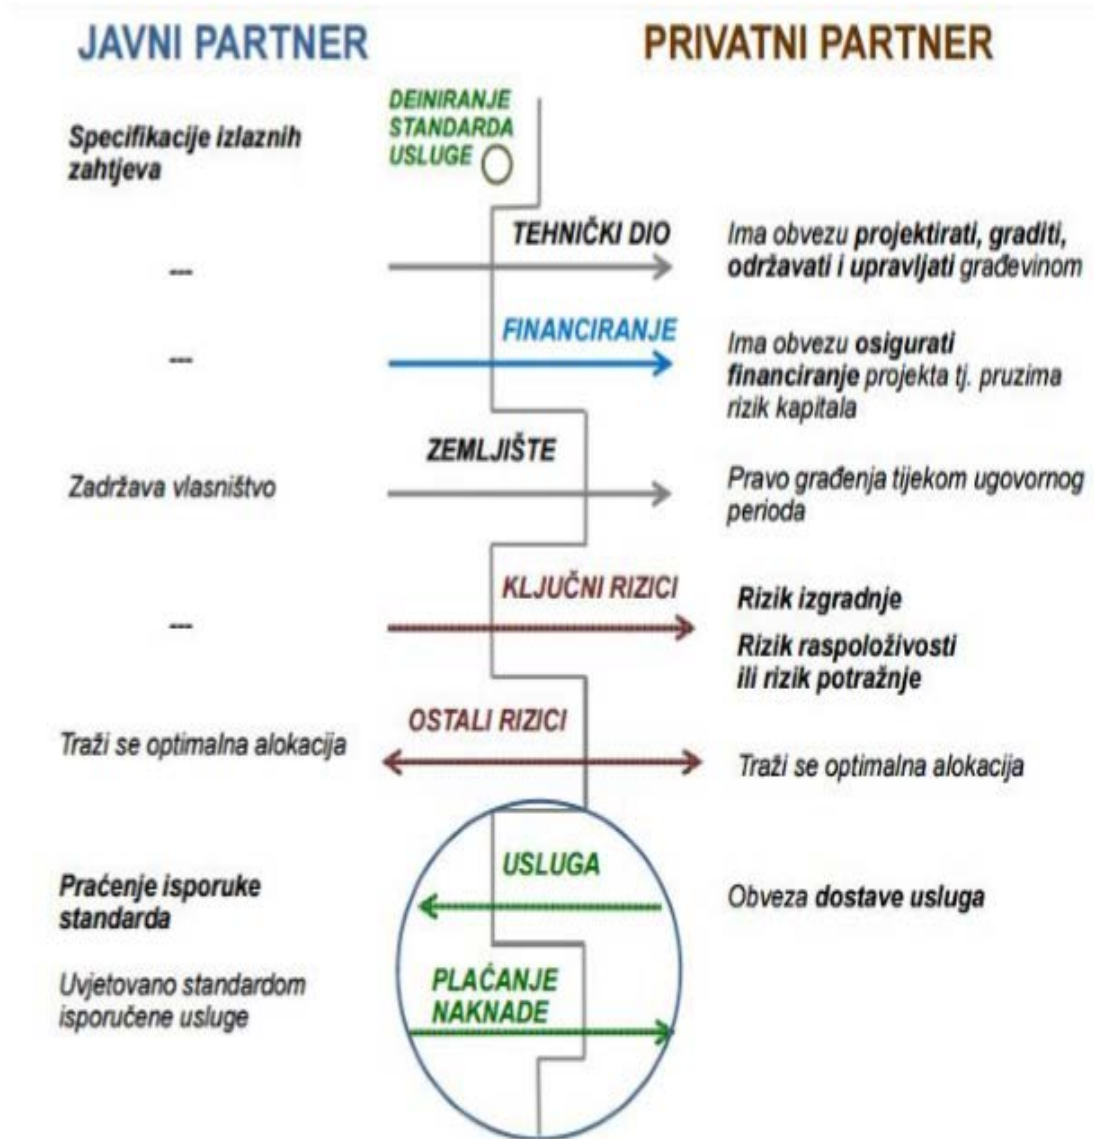 JAVNI PARTNER
PRIVATNI PARTNER
DEINIRANJE
STANDARDA
USLUGE
Specifikacije izlaznih
zahtjeva
TEHNIČKI DIO
---
Ima obvezu projektirati, graditi,
održavati i upravljati građevinom
FINANCIRANJE
---
Ima obvezu osigurati
financiranje projekta tj. pruzima
rizik kapitala
ZEMLJIŠTE
Zadržava vlasništvo
Pravo građenja tijekom ugovornog
perioda
KLJUČNI RIZICI
---
Rizik izgradnje
Rizik raspoloživosti
ili rizik potražnje
OSTALI RIZICI
Traži se optimalna alokacija
Traži se optimalna alokacija
USLUGA
Praćenje isporuke
standarda
Obveza dostave usluga
PLAĆANJE
NAKNADE
Uvjetovano standardom
isporučene usluge